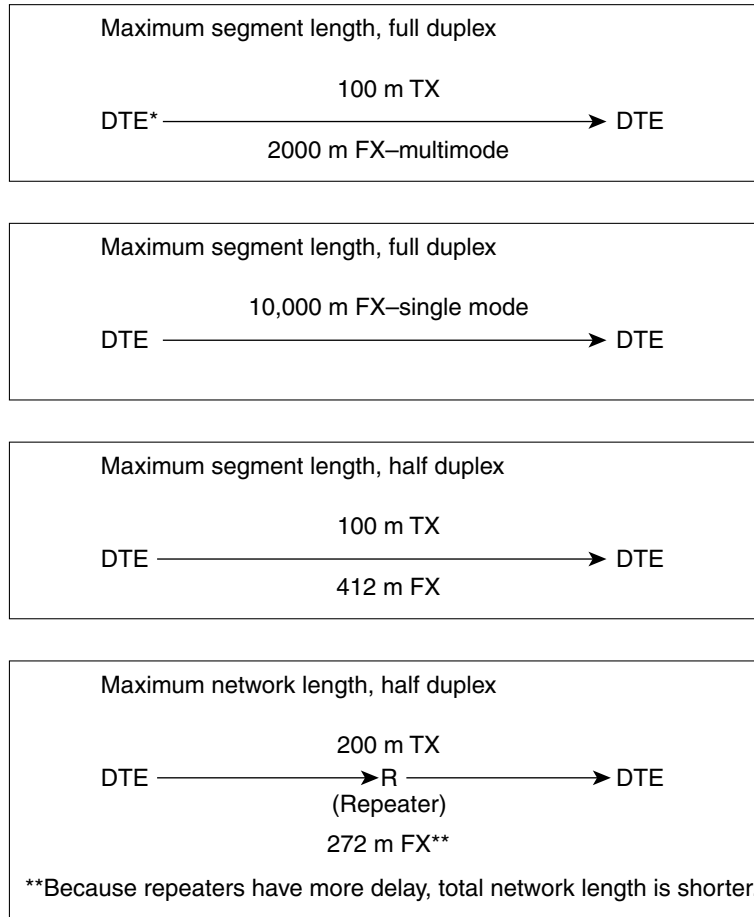 Maximum segment length, full duplex
100 m TX
DTE* DTE
2000 m FX–multimode
Maximum segment length, full duplex
10,000 m FX–single mode
DTE DTE
Maximum segment length, half duplex
100 m TX
DTE DTE
412 m FX
Maximum network length, half duplex
200 m TX
DTE R DTE
(Repeater)
272 m FX**
**Because repeaters have more delay, total network length is shorter